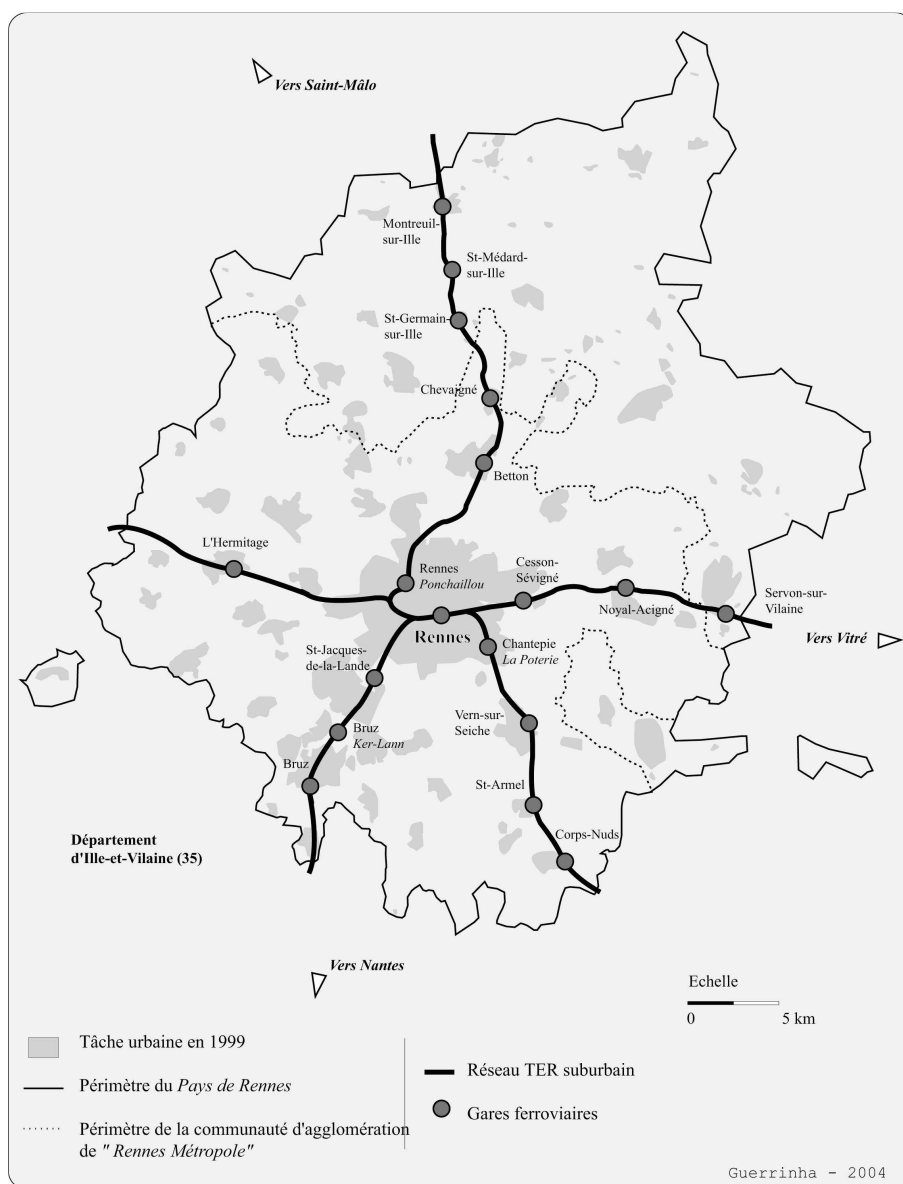 Vers Saint-Mâlo
Montreuil-
sur-Ille
St-Médard-
sur-Ille
St-Germain-
sur-Ille
Chevaigné
Betton
L'Hermitage
Rennes
Ponchaillou
Cesson-
Sévigné
Noyal-Acigné
Servon-sur-
Vilaine
Rennes
Vers Vitré
St-Jacques-
de-la-Lande
Chantepie
La Poterie
Bruz
Ker-Lann
Vern-sur-
Seiche
Bruz
St-Armel
Corps-Nuds
Département
d'Ille-et-Vilaine (35)
Vers Nantes
Echelle
0 5 km
Tâche urbaine en 1999
Périmètre du Pays de Rennes
Périmètre de la communauté d'agglomération
de " Rennes Métropole"
Réseau TER suburbain
Gares ferroviaires
Guerrinha - 2004